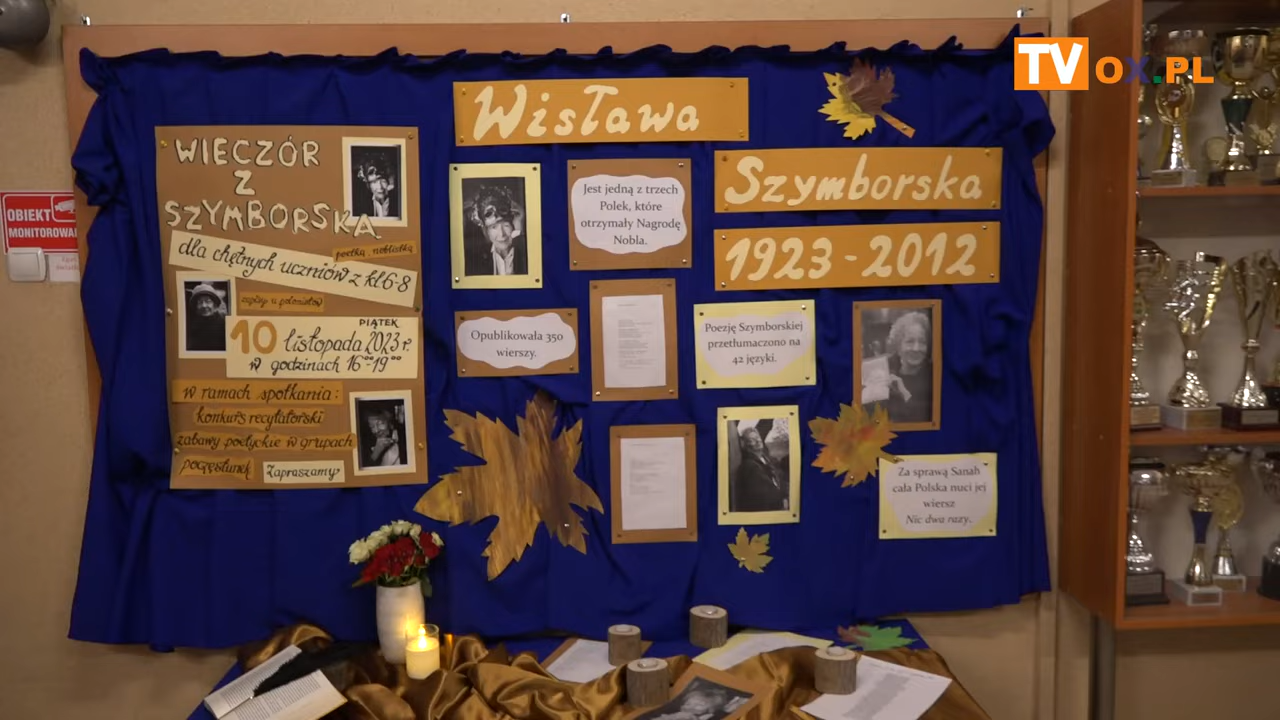 TVOX.PL
OBIEKT
MONITOROWA
WIECZÓR
Z
SZYMBORSKĄ
poetką, noblistką
dla chętnych uczniów z kl.6-8
zapisy u polonistów
PIĄTEK
10 listopada 2023 r.
w godzinach 16⁰⁰-19⁰⁰
w ramach spotkania:
konkurs recytatorski
zabawy poetyckie w grupach
poczęstunek
Zapraszamy
Wisława
Szymborska
1923-2012
Jest jedną z trzech
Polek, które
otrzymały Nagrodę
Nobla.
Opublikowała 350
wierszy.
Poezję Szymborskiej
przetłumaczono na
42 języki.
Za sprawą Sanah
cała Polska nuci jej
wiersz
Nic dwa razy.